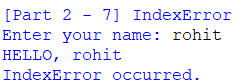 [Part 2 - 7] IndexError
Enter your name: rohit
HELLO, rohit
IndexError occurred.